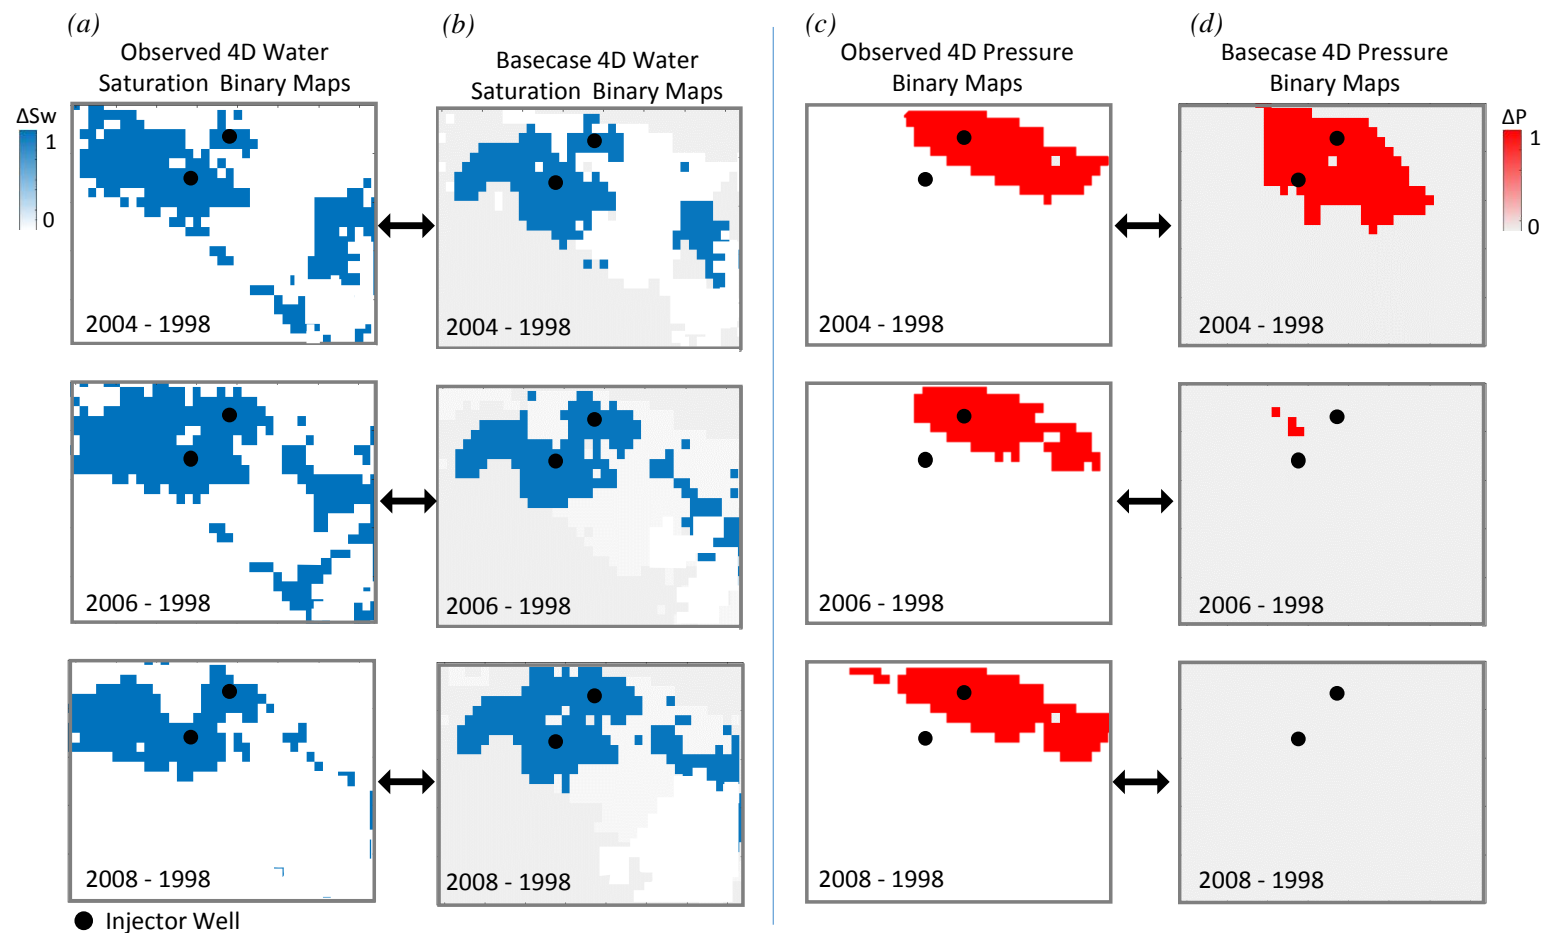 (a)
Observed 4D Water
Saturation Binary Maps
(b)
Basecase 4D Water
Saturation Binary Maps
(c)
Observed 4D Pressure
Binary Maps
(d)
Basecase 4D Pressure
Binary Maps
ΔSw
1
0
ΔP
1
0
2004 - 1998
2004 - 1998
2004 - 1998
2004 - 1998
2006 - 1998
2006 - 1998
2006 - 1998
2006 - 1998
2008 - 1998
2008 - 1998
2008 - 1998
2008 - 1998
Injector Well